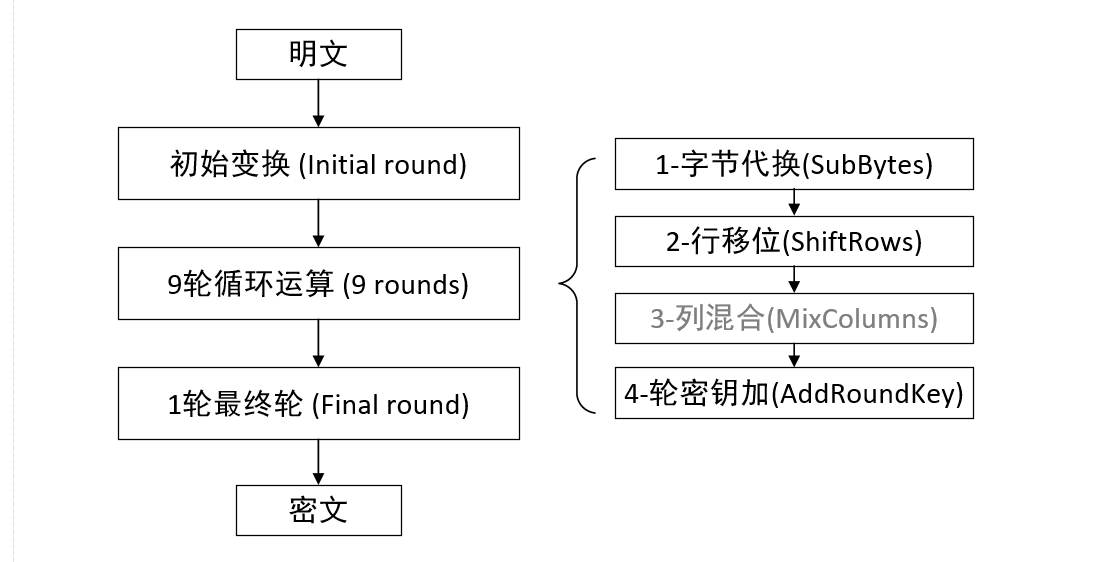 明文
初始变换 (Initial round)
9轮循环运算 (9 rounds)
1轮最终轮 (Final round)
密文
1-字节代换(SubBytes)
2-行移位(ShiftRows)
3-列混合(MixColumns)
4-轮密钥加(AddRoundKey)